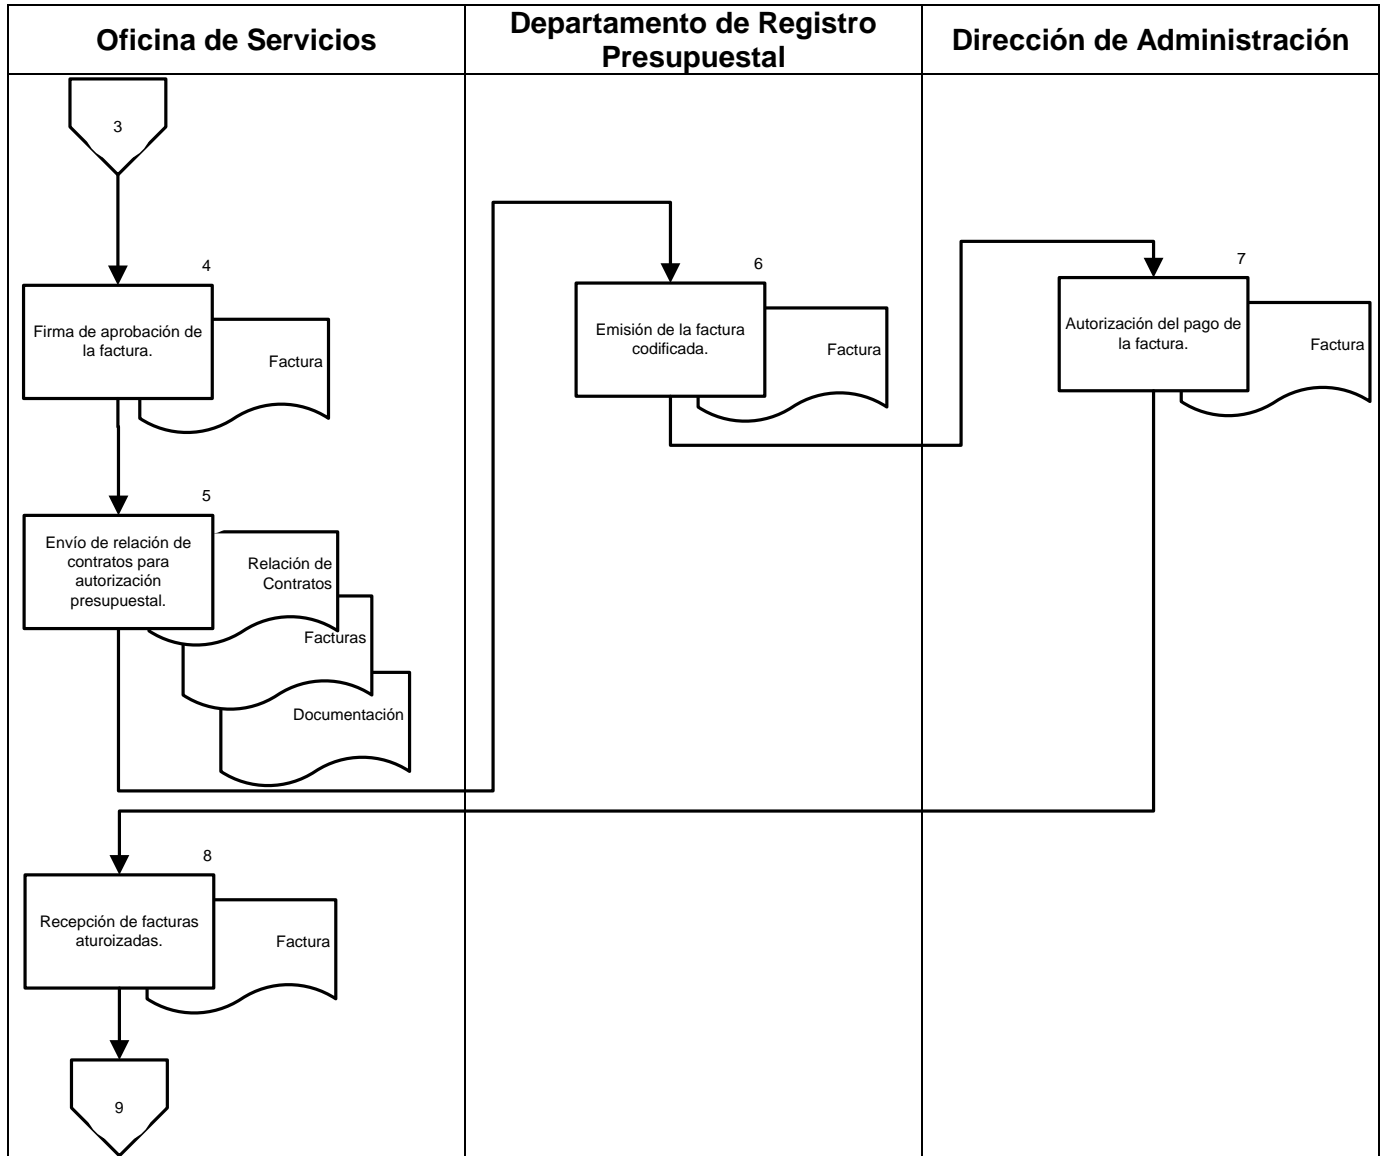 Oficina de Servicios
Departamento de Registro
Presupuestal
Dirección de Administración
3
4
Firma de aprobación de
la factura.
Factura
5
Envío de relación de
contratos para
autorización
presupuestal.
Relación de
Contratos
Facturas
Documentación
6
Emisión de la factura
codificada.
Factura
7
Autorización del pago de
la factura.
Factura
8
Recepción de facturas
aturoizadas.
Factura
9